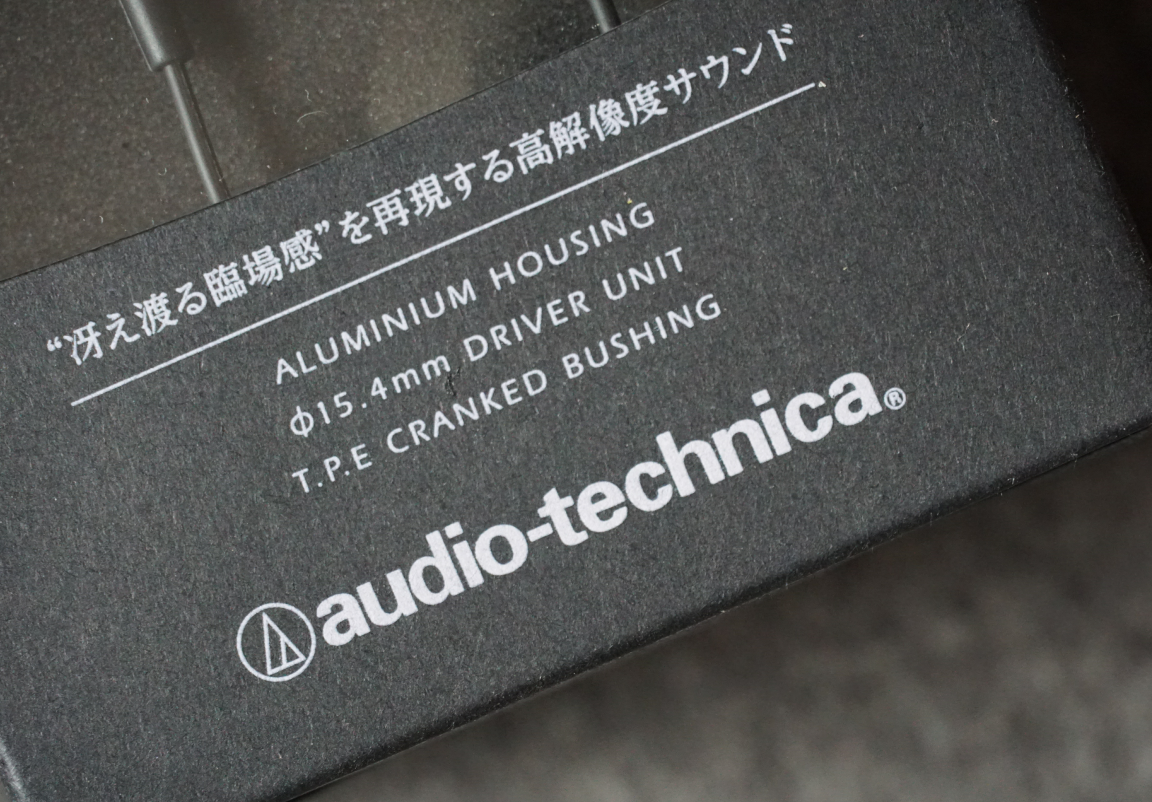 “冴え渡る臨場感”を再現する高解像度サウンド
ALUMINIUM HOUSING
φ15.4mm DRIVER UNIT
T.P.E CRANKED BUSHING
audio-technica®